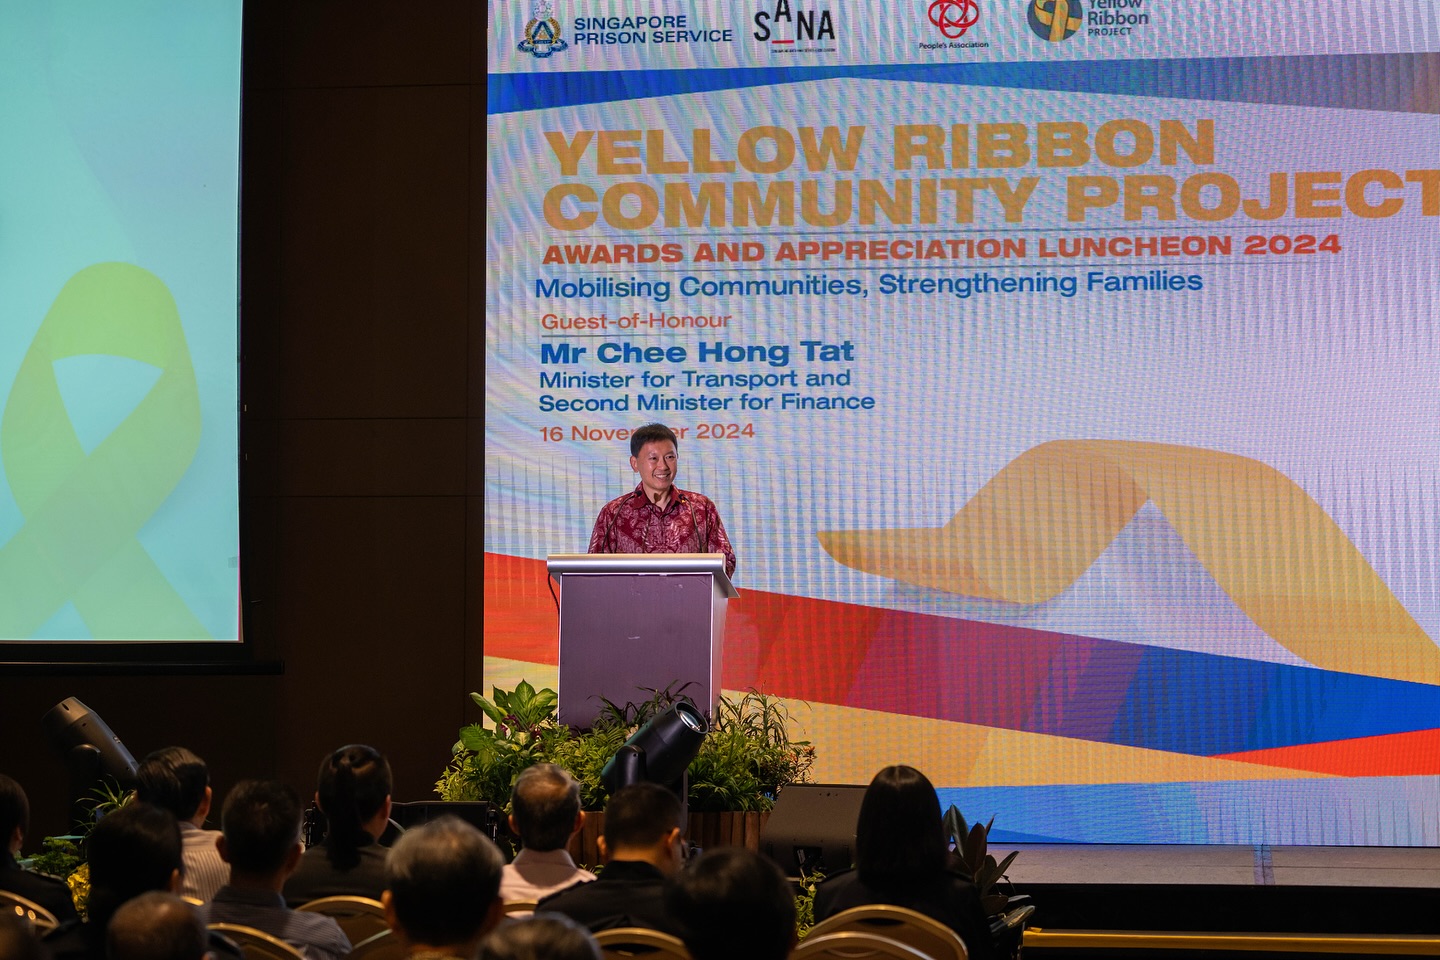 SINGAPORE
PRISON SERVICE
SANA
People's Association
Yellow
Ribbon
PROJECT
YELLOW RIBBON
COMMUNITY PROJECT
AWARDS AND APPRECIATION LUNCHEON 2024
Mobilising Communities, Strengthening Families
Guest-of-Honour
Mr Chee Hong Tat
Minister for Transport and
Second Minister for Finance
16 Nove er 2024